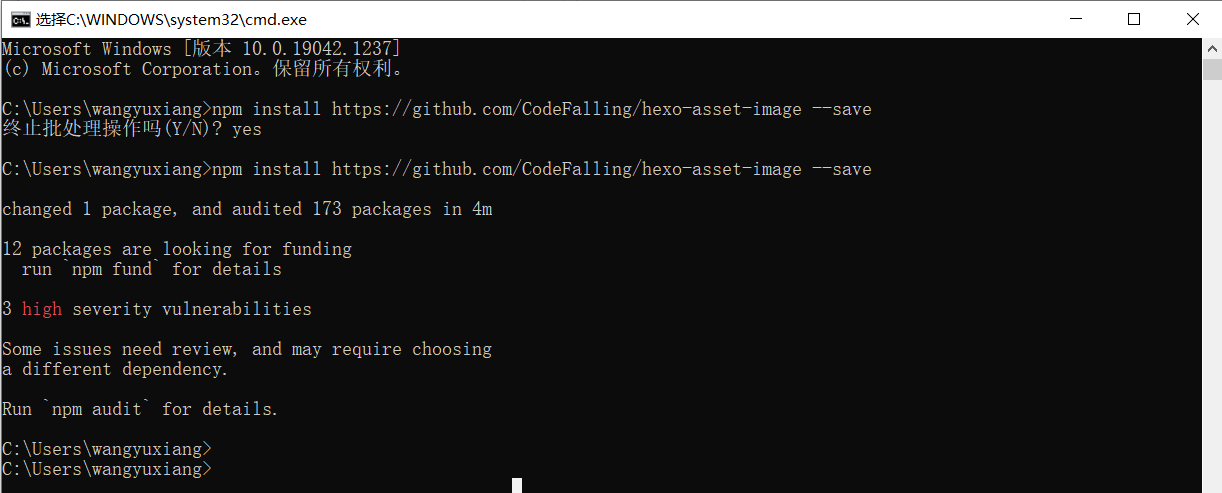 选择C:\WINDOWS\system32\cmd.exe
Microsoft Windows [版本 10.0.19042.1237]
(c) Microsoft Corporation。保留所有权利。
C:\Users\wangyuxiang>npm install https://github.com/CodeFalling/hexo-asset-image --save
终止批处理操作吗(Y/N)? yes
C:\Users\wangyuxiang>npm install https://github.com/CodeFalling/hexo-asset-image --save
changed 1 package, and audited 173 packages in 4m
12 packages are looking for funding
  run `npm fund` for details
3 high severity vulnerabilities
Some issues need review, and may require choosing
a different dependency.
Run `npm audit` for details.
C:\Users\wangyuxiang>
C:\Users\wangyuxiang>